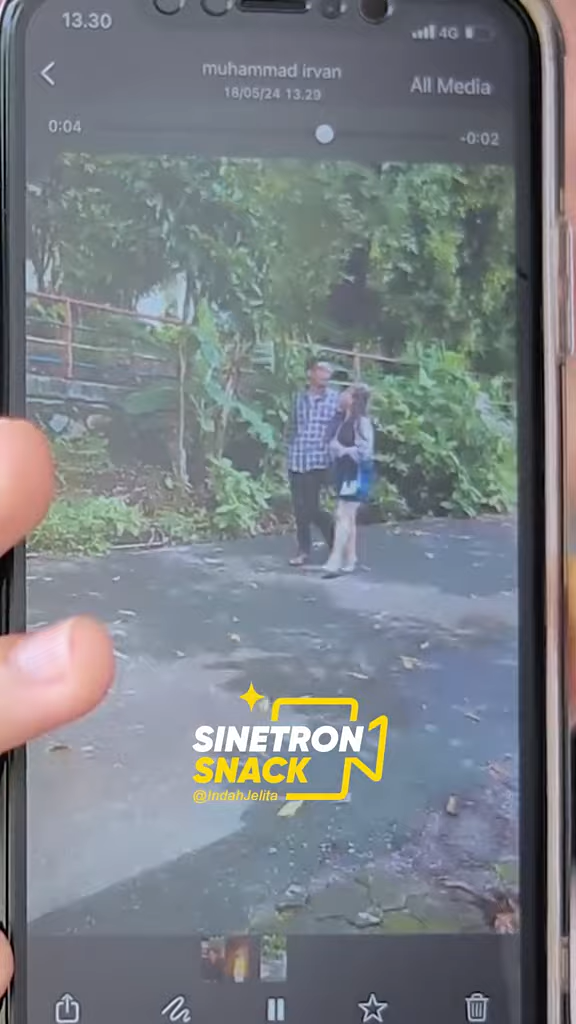 13.30
4G
muhammad irvan
18/05/24 13.29
All Media
0:04
-0:02
SINETRON
SNACK
@IndahJelita